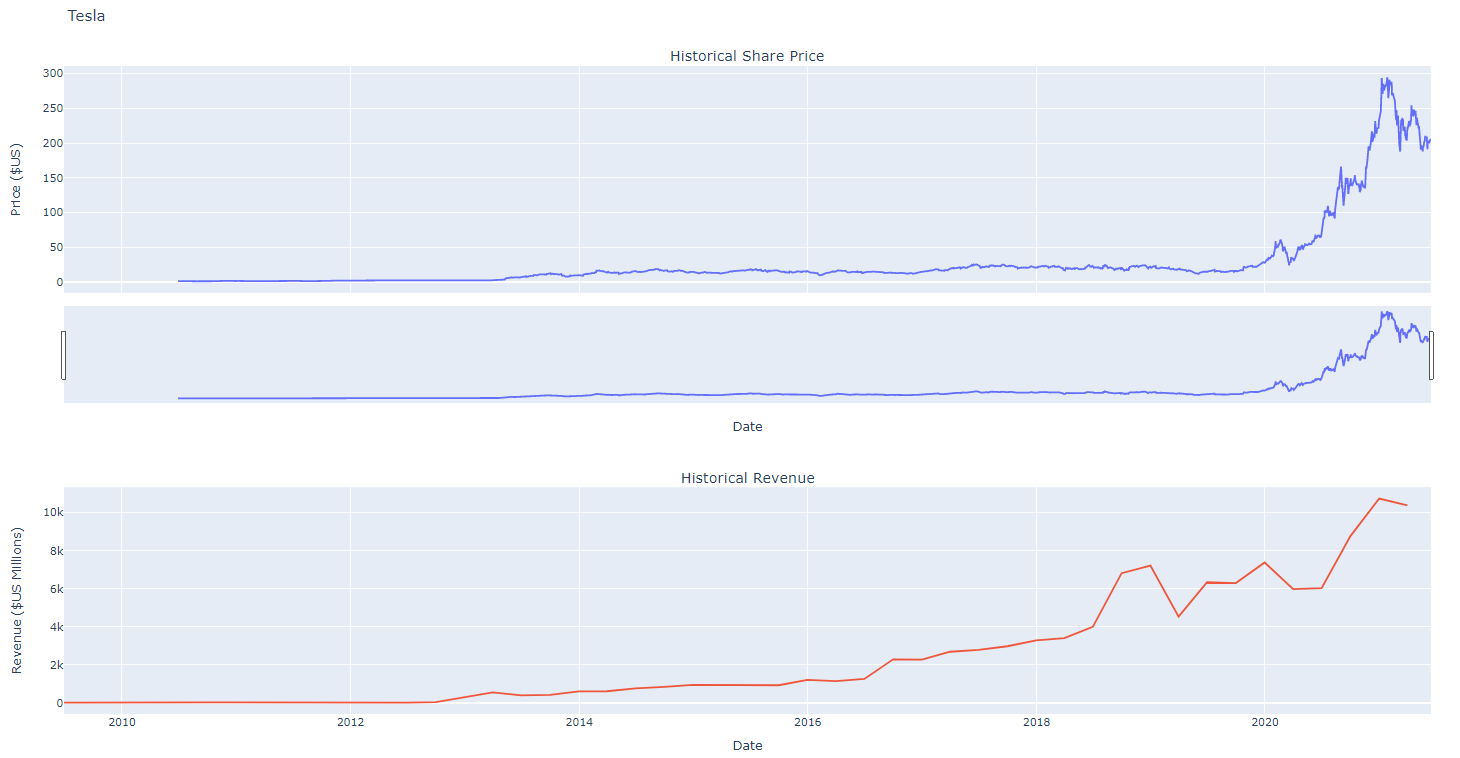 Tesla
Historical Share Price
Price ($US)
300
250
200
150
100
50
0
Date
Historical Revenue
Revenue ($US Millions)
10k
8k
6k
4k
2k
0
2010 2012 2014 2016 2018 2020
Date